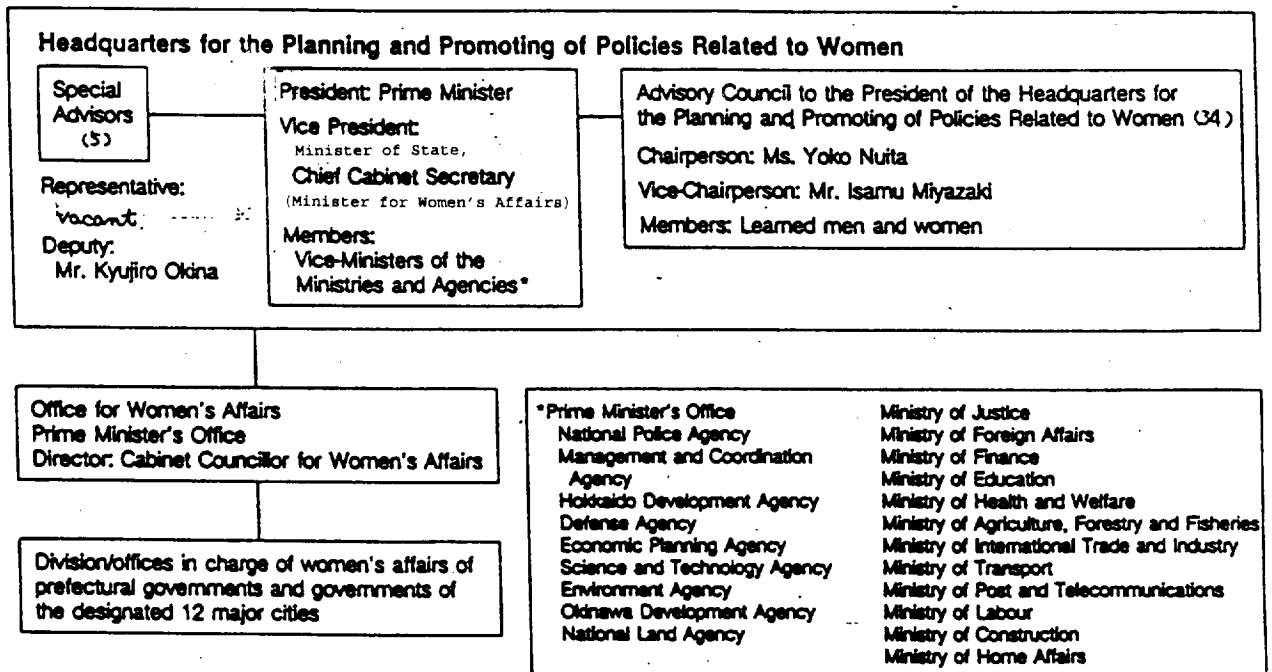 Headquarters for the Planning and Promoting of Policies Related to Women
Special
Advisors
(5)
Representative:
vacant
Deputy:
Mr. Kyujiro Okina
President: Prime Minister
Vice President:
Minister of State,
Chief Cabinet Secretary
(Minister for Women's Affairs)
Members:
Vice-Ministers of the
Ministries and Agencies*
Advisory Council to the President of the Headquarters for
the Planning and Promoting of Policies Related to Women (34)
Chairperson: Ms. Yoko Nuita
Vice-Chairperson: Mr. Isamu Miyazaki
Members: Learned men and women
Office for Women's Affairs
Prime Minister's Office
Director: Cabinet Councillor for Women's Affairs
Division/offices in charge of women's affairs of
prefectural governments and governments of
the designated 12 major cities
*Prime Minister's Office
National Police Agency
Management and Coordination
Agency
Hokkaido Development Agency
Defense Agency
Economic Planning Agency
Science and Technology Agency
Environment Agency
Okinawa Development Agency
National Land Agency
Ministry of Justice
Ministry of Foreign Affairs
Ministry of Finance
Ministry of Education
Ministry of Health and Welfare
Ministry of Agriculture, Forestry and Fisheries
Ministry of International Trade and Industry
Ministry of Transport
Ministry of Post and Telecommunications
Ministry of Labour
Ministry of Construction
Ministry of Home Affairs